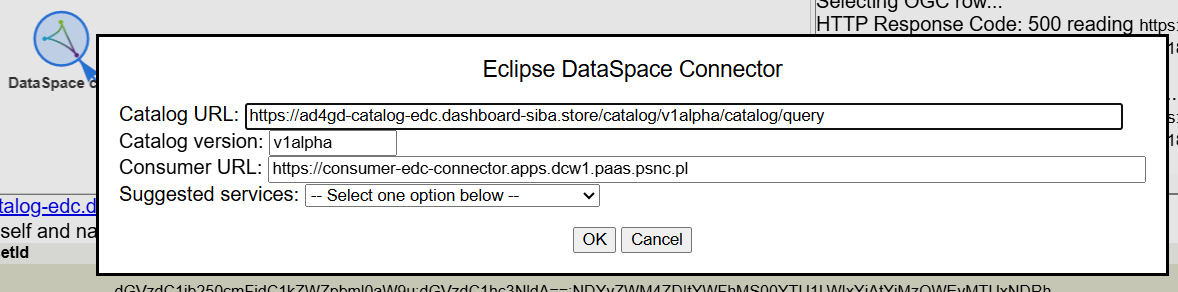 Selecting OGC row...
HTTP Response Code: 500 reading https:
DataSpace c
Eclipse DataSpace Connector
Catalog URL: https://ad4gd-catalog-edc.dashboard-siba.store/catalog/v1alpha/catalog/query
Catalog version: v1alpha
Consumer URL: https://consumer-edc-connector.apps.dcw1.paas.psnc.pl
Suggested services: -- Select one option below --
talog-edc.d
self and na
etId
OK Cancel